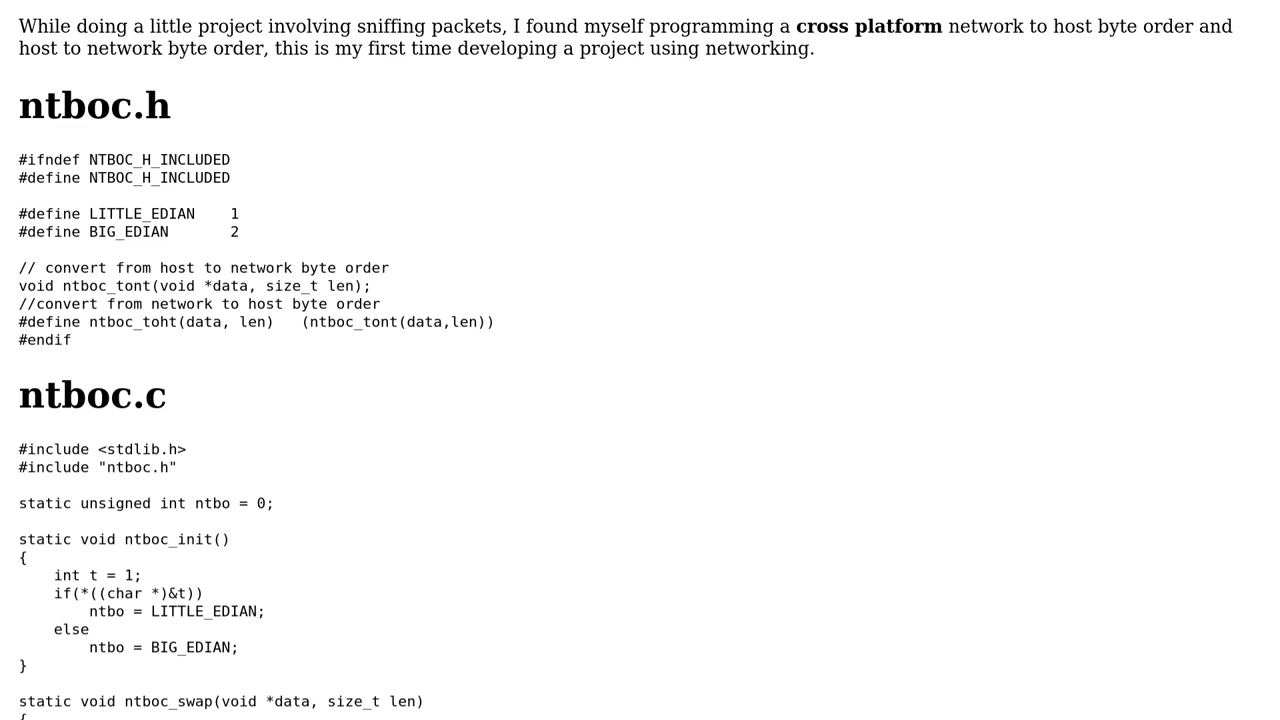 While doing a little project involving sniffing packets, I found myself programming a cross platform network to host byte order and
host to network byte order, this is my first time developing a project using networking.
ntboc.h
#ifndef NTBOC_H_INCLUDED
#define NTBOC_H_INCLUDED
#define LITTLE_EDIAN    1
#define BIG_EDIAN       2
// convert from host to network byte order
void ntboc_tont(void *data, size_t len);
//convert from network to host byte order
#define ntboc_toht(data, len)   (ntboc_tont(data,len))
#endif
ntboc.c
#include <stdlib.h>
#include "ntboc.h"
static unsigned int ntbo = 0;
static void ntboc_init()
{
    int t = 1;
    if(*((char *)&t))
        ntbo = LITTLE_EDIAN;
    else
        ntbo = BIG_EDIAN;
}
static void ntboc_swap(void *data, size_t len)
{